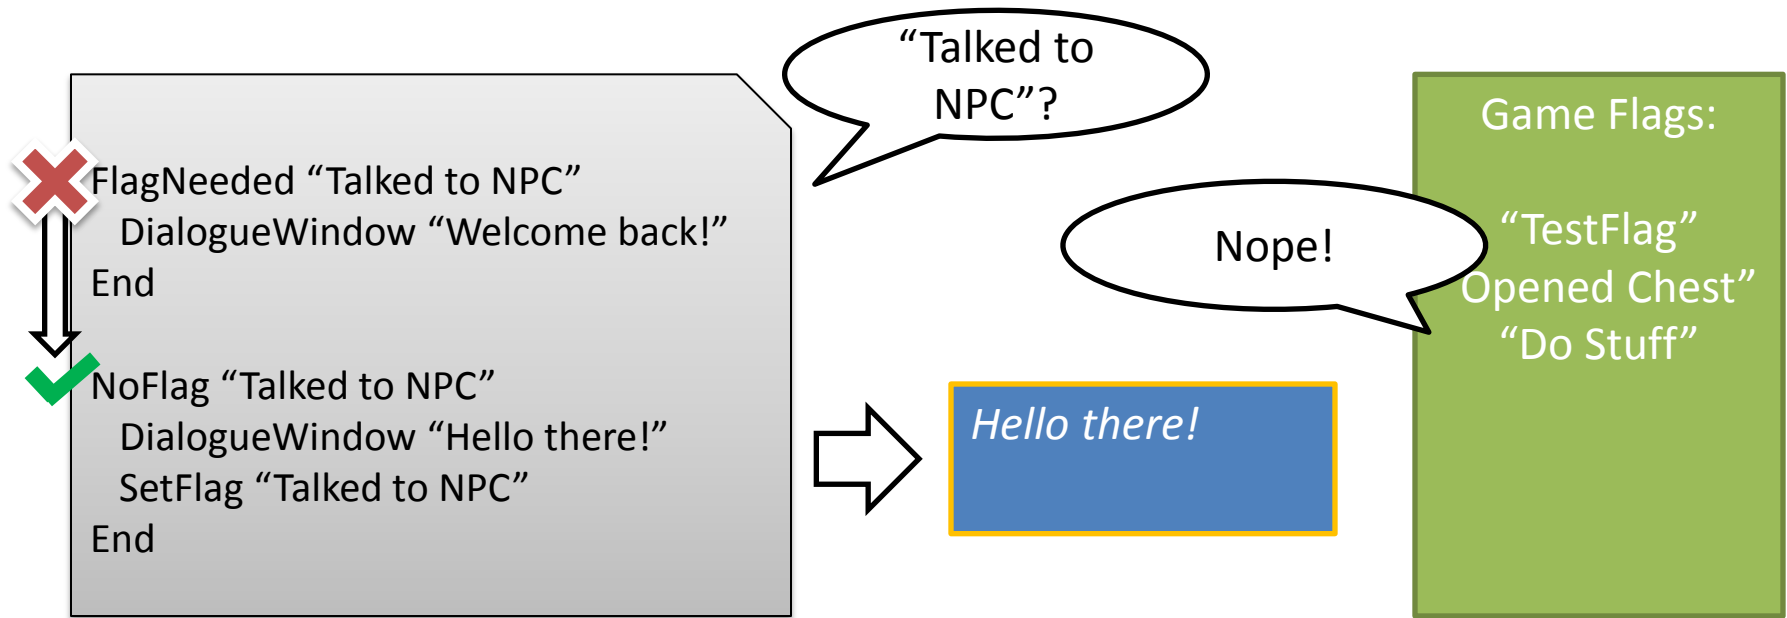 “Talked to
NPC”?
FlagNeeded “Talked to NPC”
DialogueWindow “Welcome back!”
End
NoFlag “Talked to NPC”
DialogueWindow “Hello there!”
SetFlag “Talked to NPC”
End
Hello there!
Nope!
Game Flags:
“TestFlag”
Opened Chest”
“Do Stuff”